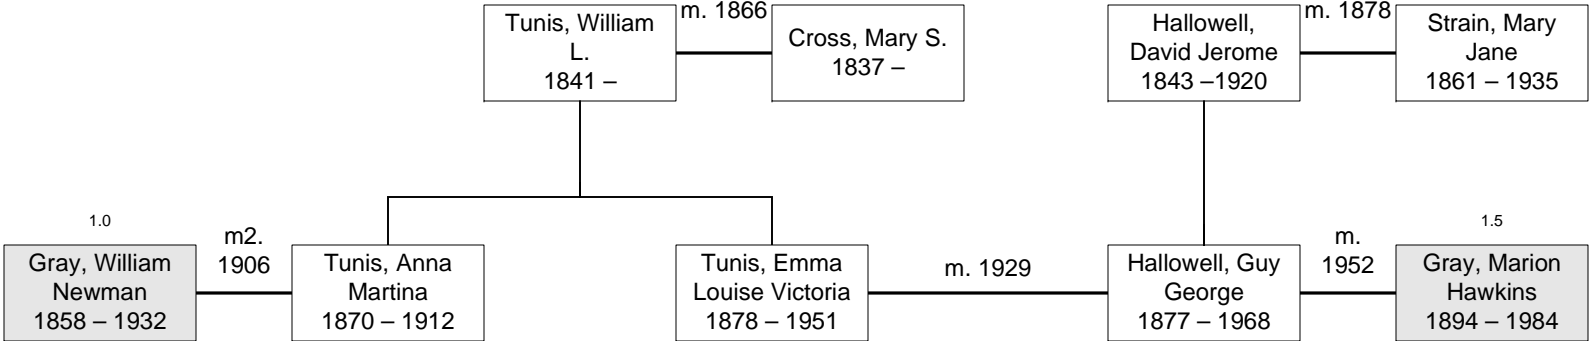 Tunis, William
L.
1841 –
m. 1866
Cross, Mary S.
1837 –
Hallowell,
David Jerome
1843 –1920
m. 1878
Strain, Mary
Jane
1861 – 1935
1.0
Gray, William
Newman
1858 – 1932
m2.
1906
Tunis, Anna
Martina
1870 – 1912
Tunis, Emma
Louise Victoria
1878 – 1951
m. 1929
Hallowell, Guy
George
1877 – 1968
m.
1952
1.5
Gray, Marion
Hawkins
1894 – 1984